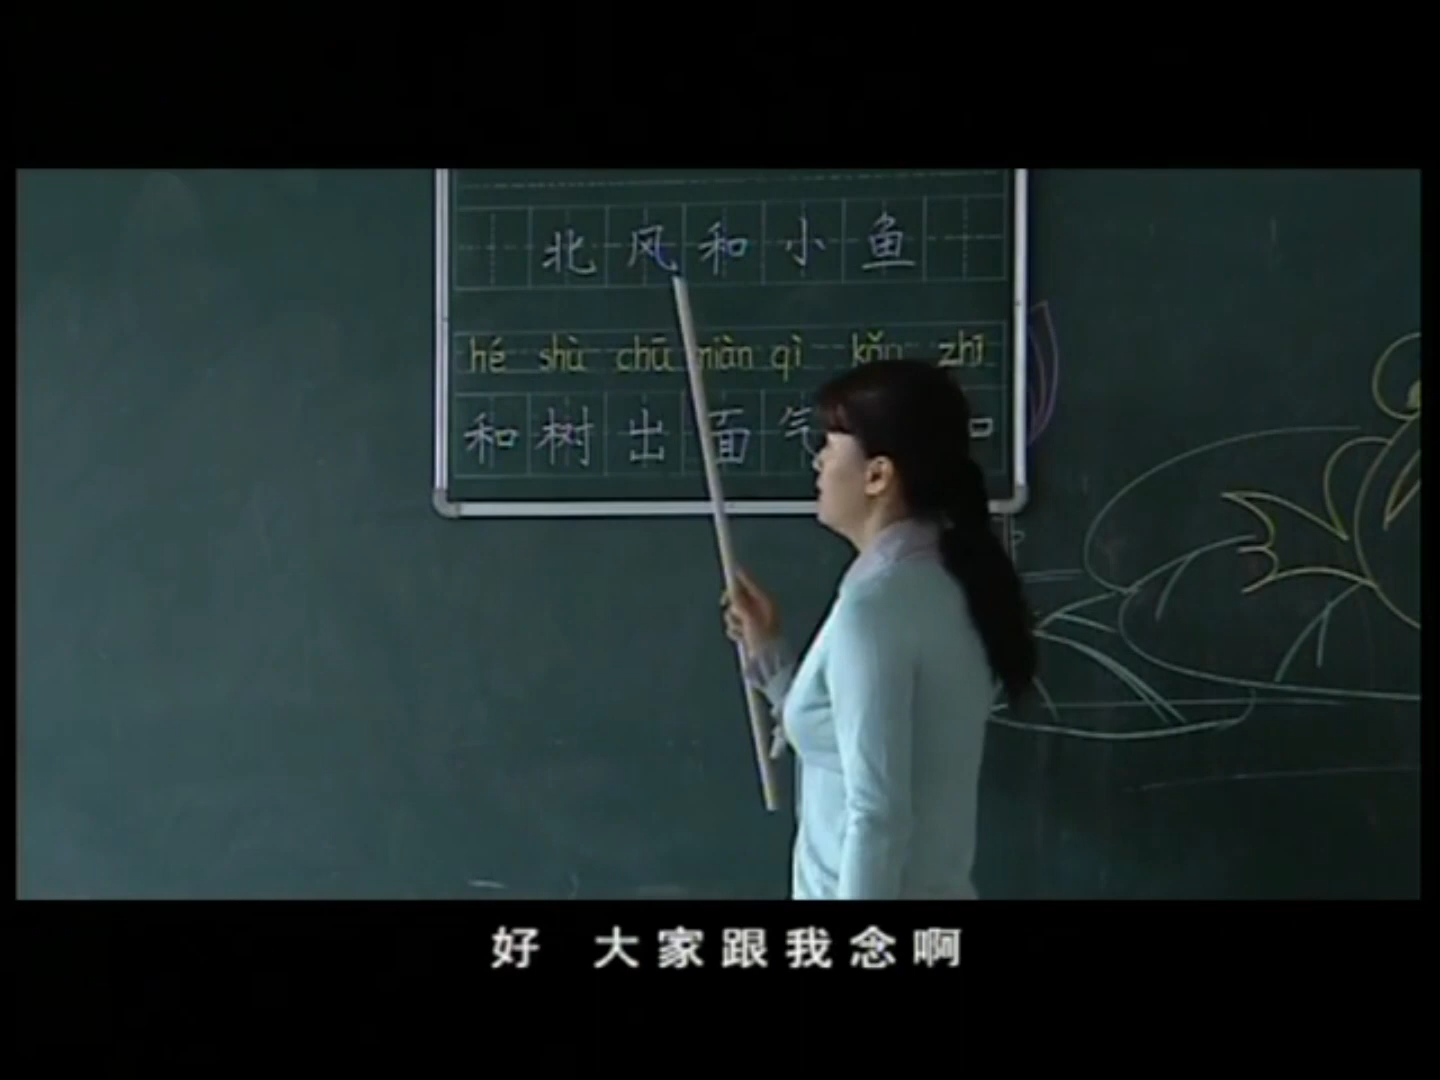 北风和小鱼
hé shù chū miàn qì kǒu zhī
和树出面气
好 大家跟我念啊